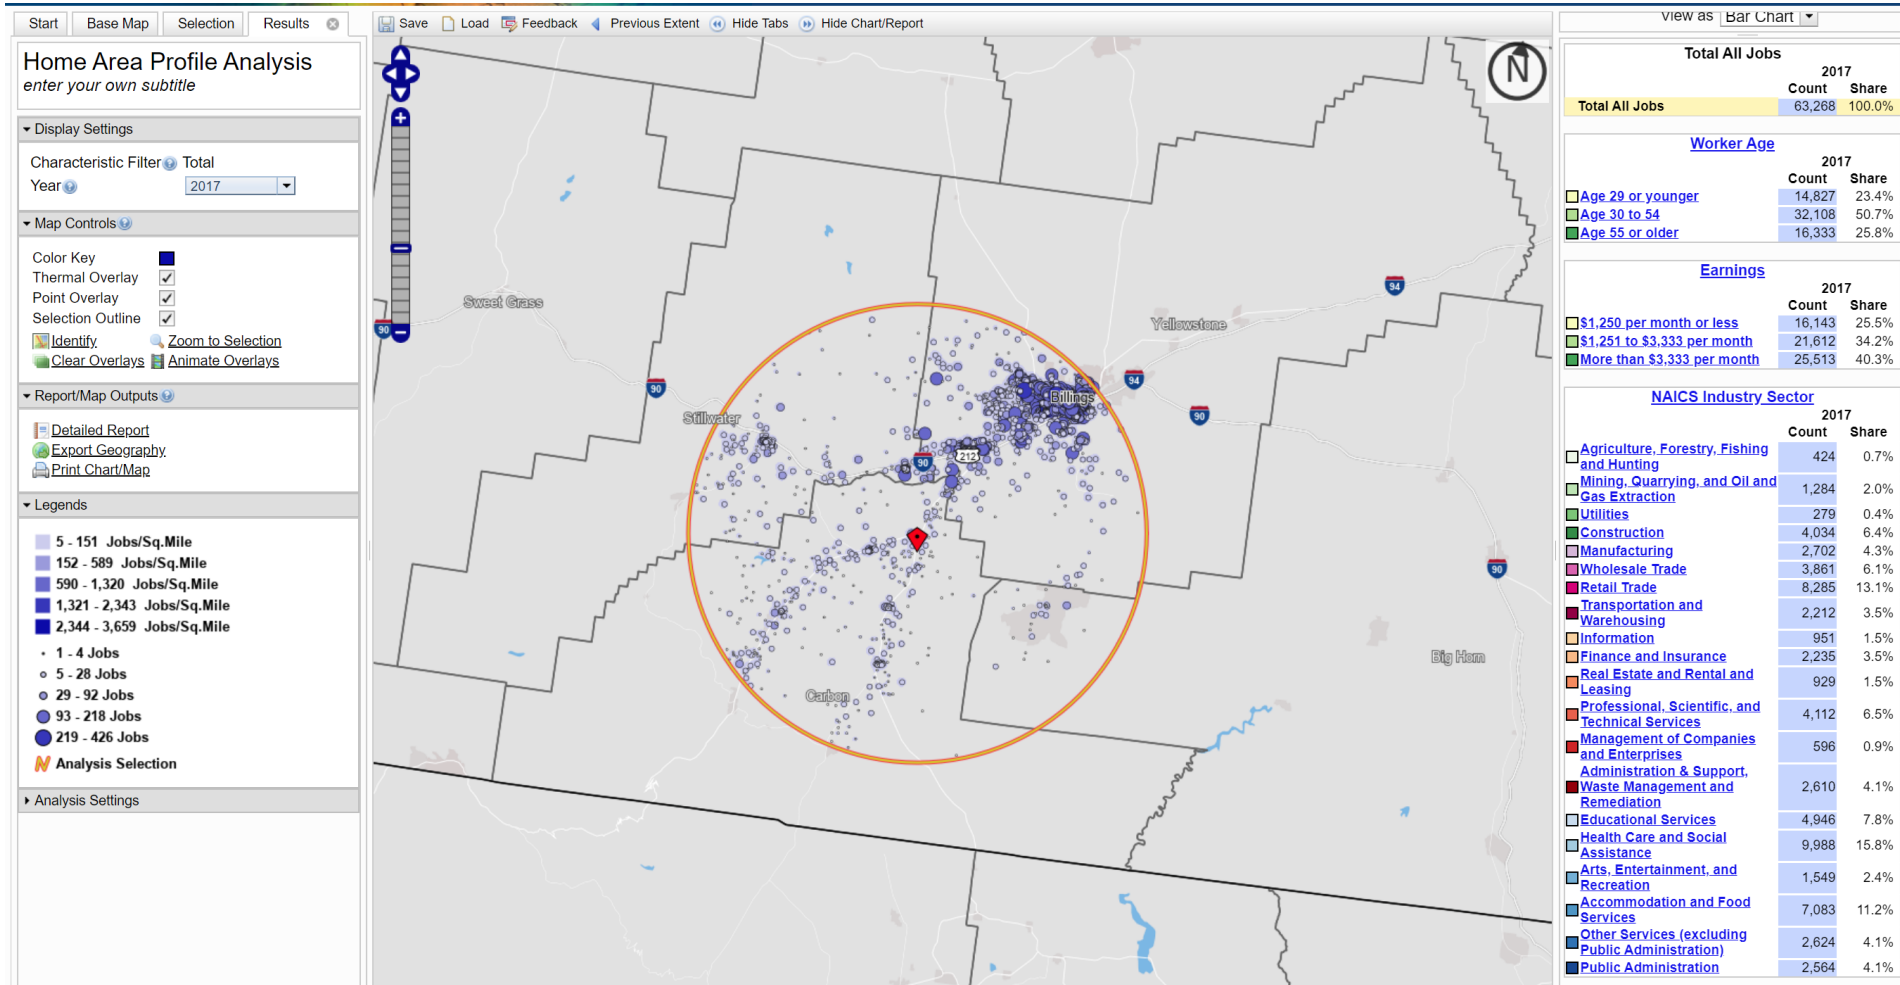 Start Base Map Selection Results
Save Load Feedback Previous Extent Hide Tabs Hide Chart/Report
View as Bar Chart
Home Area Profile Analysis
enter your own subtitle
Display Settings
Characteristic Filter Total
Year 2017
Map Controls
Color Key
Thermal Overlay
Point Overlay
Selection Outline
Identify Zoom to Selection
Clear Overlays Animate Overlays
Report/Map Outputs
Detailed Report
Export Geography
Print Chart/Map
Legends
5 - 151 Jobs/Sq.Mile
152 - 589 Jobs/Sq.Mile
590 - 1,320 Jobs/Sq.Mile
1,321 - 2,343 Jobs/Sq.Mile
2,344 - 3,659 Jobs/Sq.Mile
1 - 4 Jobs
5 - 28 Jobs
29 - 92 Jobs
93 - 218 Jobs
219 - 426 Jobs
Analysis Selection
Analysis Settings
N
94
Sweet Grass
90
Yellowstone
94
90
Billings
90
Stillwater
212
90
90
Big Horn
Carbon
Total All Jobs
2017
Count Share
Total All Jobs 63,268 100.0%
Worker Age
2017
Count Share
Age 29 or younger 14,827 23.4%
Age 30 to 54 32,108 50.7%
Age 55 or older 16,333 25.8%
Earnings
2017
Count Share
$1,250 per month or less 16,143 25.5%
$1,251 to $3,333 per month 21,612 34.2%
More than $3,333 per month 25,513 40.3%
NAICS Industry Sector
2017
Count Share
Agriculture, Forestry, Fishing
and Hunting 424 0.7%
Mining, Quarrying, and Oil and
Gas Extraction 1,284 2.0%
Utilities 279 0.4%
Construction 4,034 6.4%
Manufacturing 2,702 4.3%
Wholesale Trade 3,861 6.1%
Retail Trade 8,285 13.1%
Transportation and
Warehousing 2,212 3.5%
Information 951 1.5%
Finance and Insurance 2,235 3.5%
Real Estate and Rental and
Leasing 929 1.5%
Professional, Scientific, and
Technical Services 4,112 6.5%
Management of Companies
and Enterprises 596 0.9%
Administration & Support,
Waste Management and
Remediation 2,610 4.1%
Educational Services 4,946 7.8%
Health Care and Social
Assistance 9,988 15.8%
Arts, Entertainment, and
Recreation 1,549 2.4%
Accommodation and Food
Services 7,083 11.2%
Other Services (excluding
Public Administration) 2,624 4.1%
Public Administration 2,564 4.1%